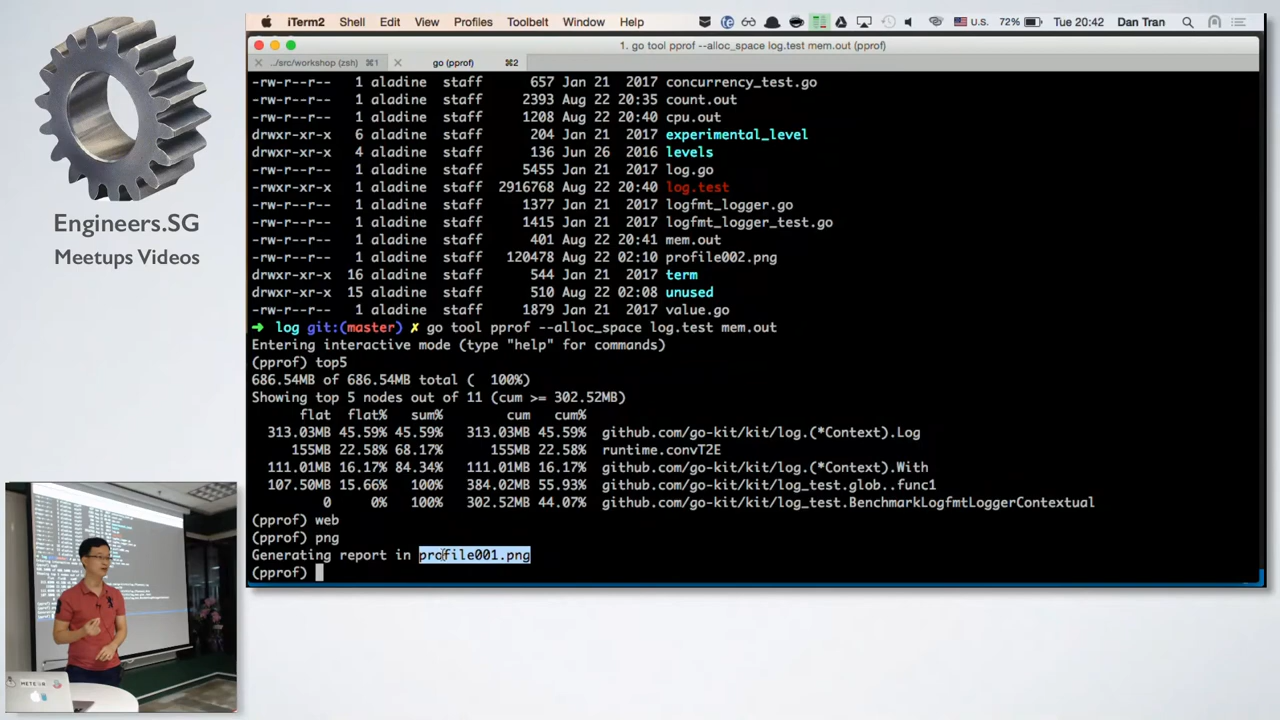 iTerm2 Shell Edit View Profiles Toolbelt Window Help U.S. 72% Tue 20:42 Dan Tran
1. go tool pprof --alloc_space log.test mem.out (pprof)
../src/workshop (zsh) ⌘1 go (pprof) ⌘2
-rw-r--r-- 1 aladine staff 657 Jan 21 2017 concurrency_test.go
-rw-r--r-- 1 aladine staff 2393 Aug 22 20:35 count.out
-rw-r--r-- 1 aladine staff 1208 Aug 22 20:40 cpu.out
drwxr-xr-x 6 aladine staff 204 Jan 21 2017 experimental_level
drwxr-xr-x 4 aladine staff 136 Jun 26 2016 levels
-rw-r--r-- 1 aladine staff 5455 Jan 21 2017 log.go
-rwxr-xr-x 1 aladine staff 2916768 Aug 22 20:40 log.test
-rw-r--r-- 1 aladine staff 1377 Jan 21 2017 logfmt_logger.go
-rw-r--r-- 1 aladine staff 1415 Jan 21 2017 logfmt_logger_test.go
-rw-r--r-- 1 aladine staff 401 Aug 22 20:41 mem.out
-rw-r--r-- 1 aladine staff 120478 Aug 22 02:10 profile002.png
drwxr-xr-x 16 aladine staff 544 Jan 21 2017 term
drwxr-xr-x 15 aladine staff 510 Aug 22 02:08 unused
-rw-r--r-- 1 aladine staff 1879 Jan 21 2017 value.go
➜ log git:(master) ✗ go tool pprof --alloc_space log.test mem.out
Entering interactive mode (type "help" for commands)
(pprof) top5
686.54MB of 686.54MB total ( 100%)
Showing top 5 nodes out of 11 (cum >= 302.52MB)
flat flat% sum% cum cum%
313.03MB 45.59% 45.59% 313.03MB 45.59% github.com/go-kit/kit/log.(*Context).Log
155MB 22.58% 68.17% 155MB 22.58% runtime.convT2E
111.01MB 16.17% 84.34% 111.01MB 16.17% github.com/go-kit/kit/log.(*Context).With
107.50MB 15.66% 100% 384.02MB 55.93% github.com/go-kit/kit/log_test.glob..func1
0 0% 100% 302.52MB 44.07% github.com/go-kit/kit/log_test.BenchmarkLogfmtLoggerContextual
(pprof) web
(pprof) png
Generating report in profile001.png
(pprof)
Engineers.SG
Meetups Videos